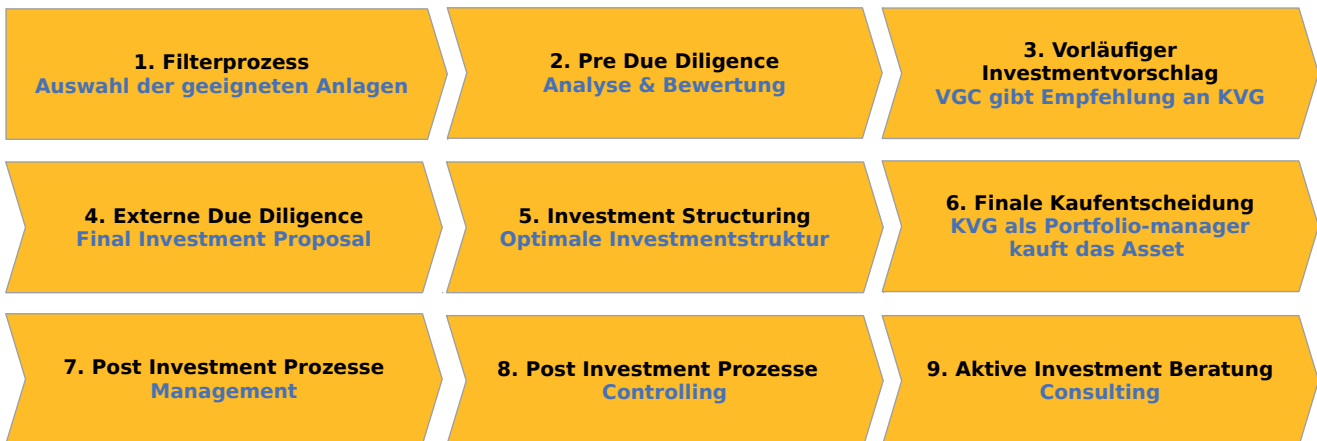 1. Filterprozess
Auswahl der geeigneten Anlagen
2. Pre Due Diligence
Analyse & Bewertung
3. Vorläufiger
Investmentvorschlag
VGC gibt Empfehlung an KVG
4. Externe Due Diligence
Final Investment Proposal
5. Investment Structuring
Optimale Investmentstruktur
6. Finale Kaufentscheidung
KVG als Portfolio-manager
kauft das Asset
7. Post Investment Prozesse
Management
8. Post Investment Prozesse
Controlling
9. Aktive Investment Beratung
Consulting